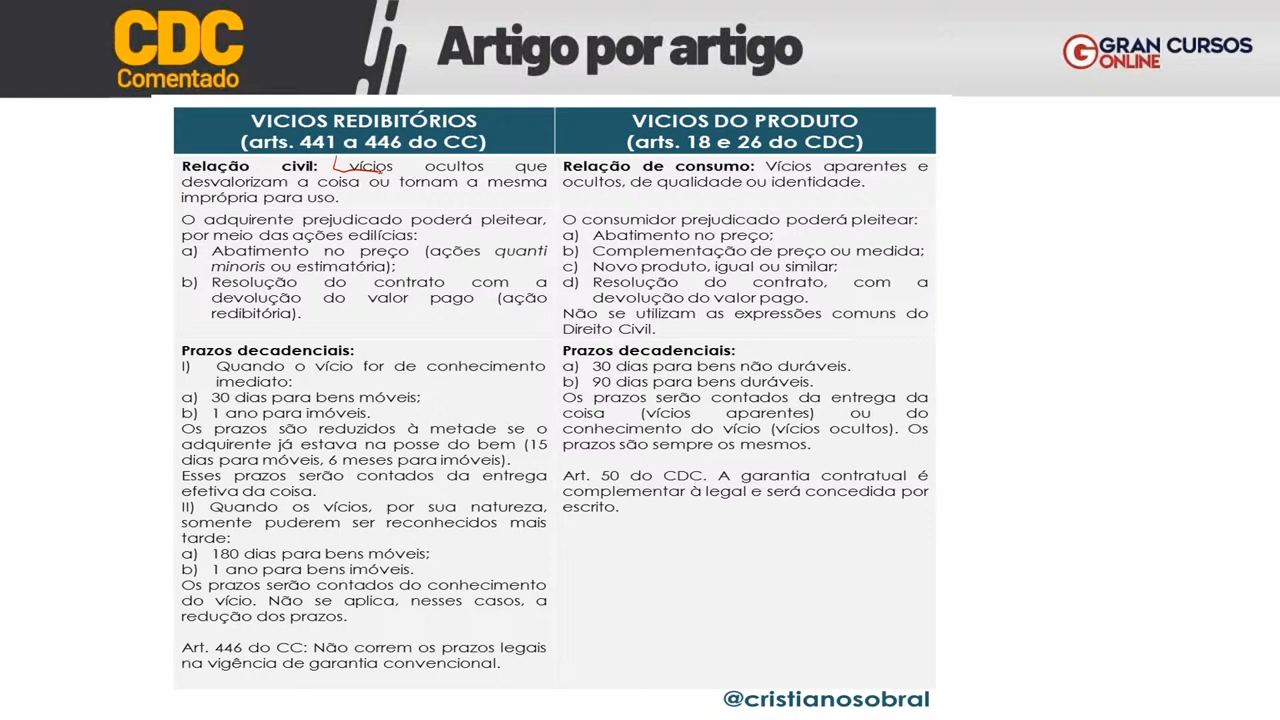 CDC
Comentado
Artigo por artigo
GRAN CURSOS
ONLINE
VICIOS REDIBITÓRIOS
(arts. 441 a 446 do CC)
Relação civil: vícios ocultos que
desvalorizam a coisa ou tornam a mesma
imprópria para uso.
O adquirente prejudicado poderá pleitear,
por meio das ações edilícias:
a) Abatimento no preço (ações quanti
minoris ou estimatória);
b) Resolução do contrato com a
devolução do valor pago (ação
redibitória).
Prazos decadenciais:
I) Quando o vício for de conhecimento
imediato:
a) 30 dias para bens móveis;
b) 1 ano para imóveis.
Os prazos são reduzidos à metade se o
adquirente já estava na posse do bem (15
dias para móveis, 6 meses para imóveis).
Esses prazos serão contados da entrega
efetiva da coisa.
II) Quando os vícios, por sua natureza,
somente puderem ser reconhecidos mais
tarde:
a) 180 dias para bens móveis;
b) 1 ano para bens imóveis.
Os prazos serão contados do conhecimento
do vício. Não se aplica, nesses casos, a
redução dos prazos.
Art. 446 do CC: Não correm os prazos legais
na vigência de garantia convencional.
VICIOS DO PRODUTO
(arts. 18 e 26 do CDC)
Relação de consumo: Vícios aparentes e
ocultos, de qualidade ou identidade.
O consumidor prejudicado poderá pleitear:
a) Abatimento no preço;
b) Complementação de preço ou medida;
c) Novo produto, igual ou similar;
d) Resolução do contrato, com a
devolução do valor pago.
Não se utilizam as expressões comuns do
Direito Civil.
Prazos decadenciais:
a) 30 dias para bens não duráveis.
b) 90 dias para bens duráveis.
Os prazos serão contados da entrega da
coisa (vícios aparentes) ou do
conhecimento do vício (vícios ocultos). Os
prazos são sempre os mesmos.
Art. 50 do CDC. A garantia contratual é
complementar à legal e será concedida por
escrito.
@cristianosobral